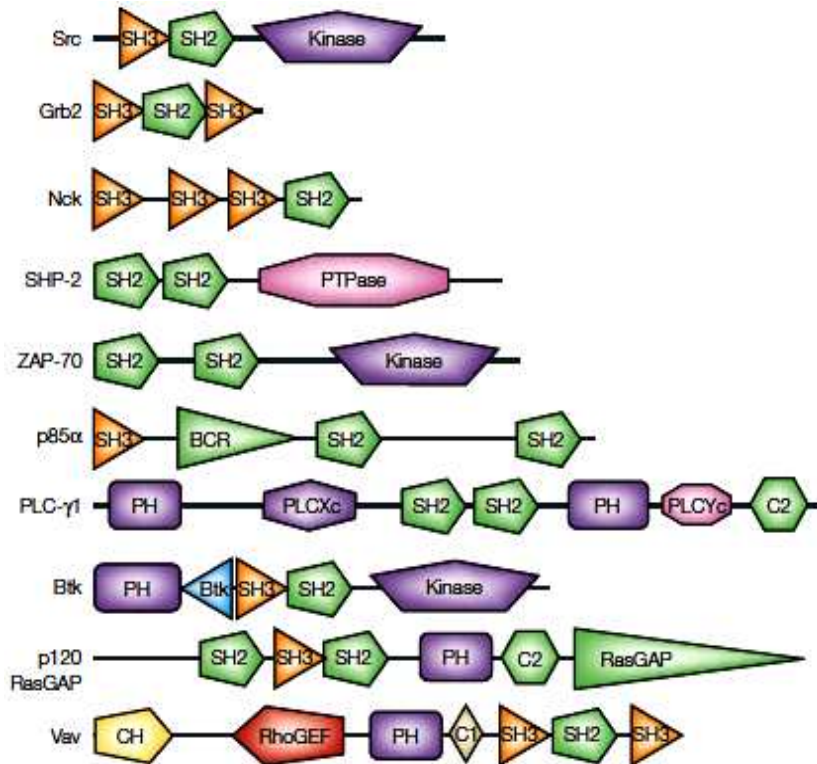 Src SH3 SH2 Kinase
Grb2 SH3 SH2 SH3
Nck SH3 SH3 SH3 SH2
SHP-2 SH2 SH2 PTPase
ZAP-70 SH2 SH2 Kinase
p85α SH3 BCR SH2 SH2
PLC-γ1 PH PLCXc SH2 SH2 PH PLCYc C2
Btk PH Btk SH3 SH2 Kinase
p120 SH2 SH3 SH2 PH C2 RasGAP
RasGAP
Vav CH RhoGEF PH C1 SH3 SH2 SH3